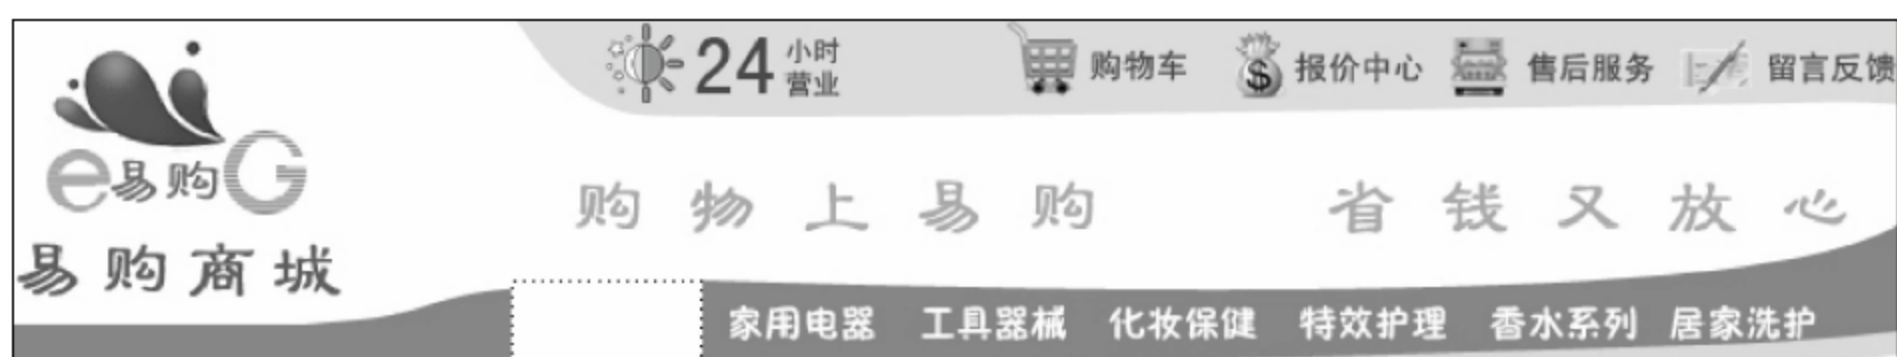 24 小时营业 购物车 报价中心 售后服务 留言反馈
e易购G
购物上易购 省钱又放心
易购商城
家用电器 工具器械 化妆保健 特效护理 香水系列 居家洗护